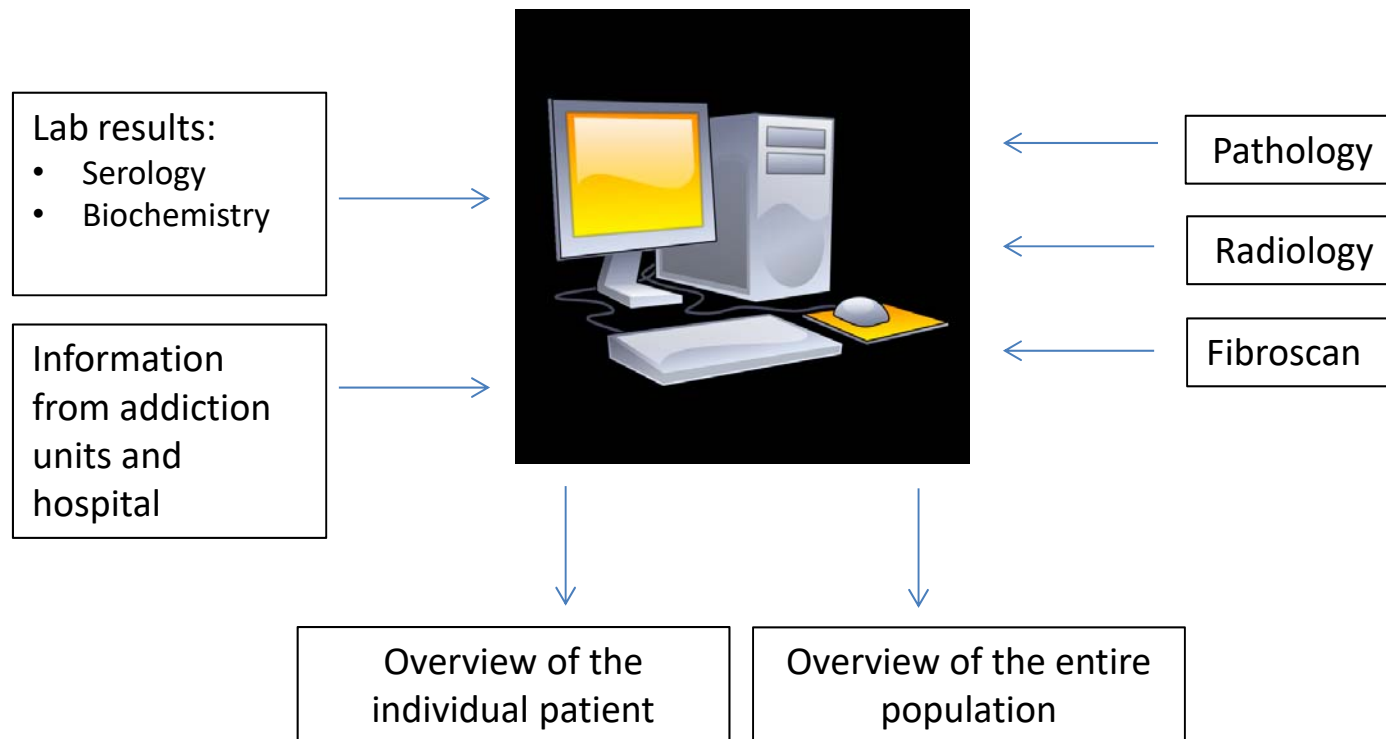 Lab results:
• Serology
• Biochemistry
Information
from addiction
units and
hospital
Pathology
Radiology
Fibroscan
Overview of the
individual patient
Overview of the entire
population